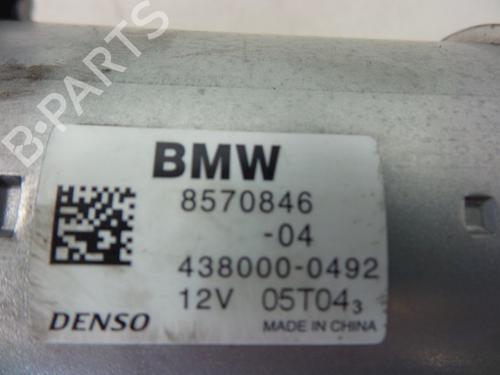 B-PARTS
BMW
8570846
-04
438000-0492
12V 05T043
DENSO MADE IN CHINA